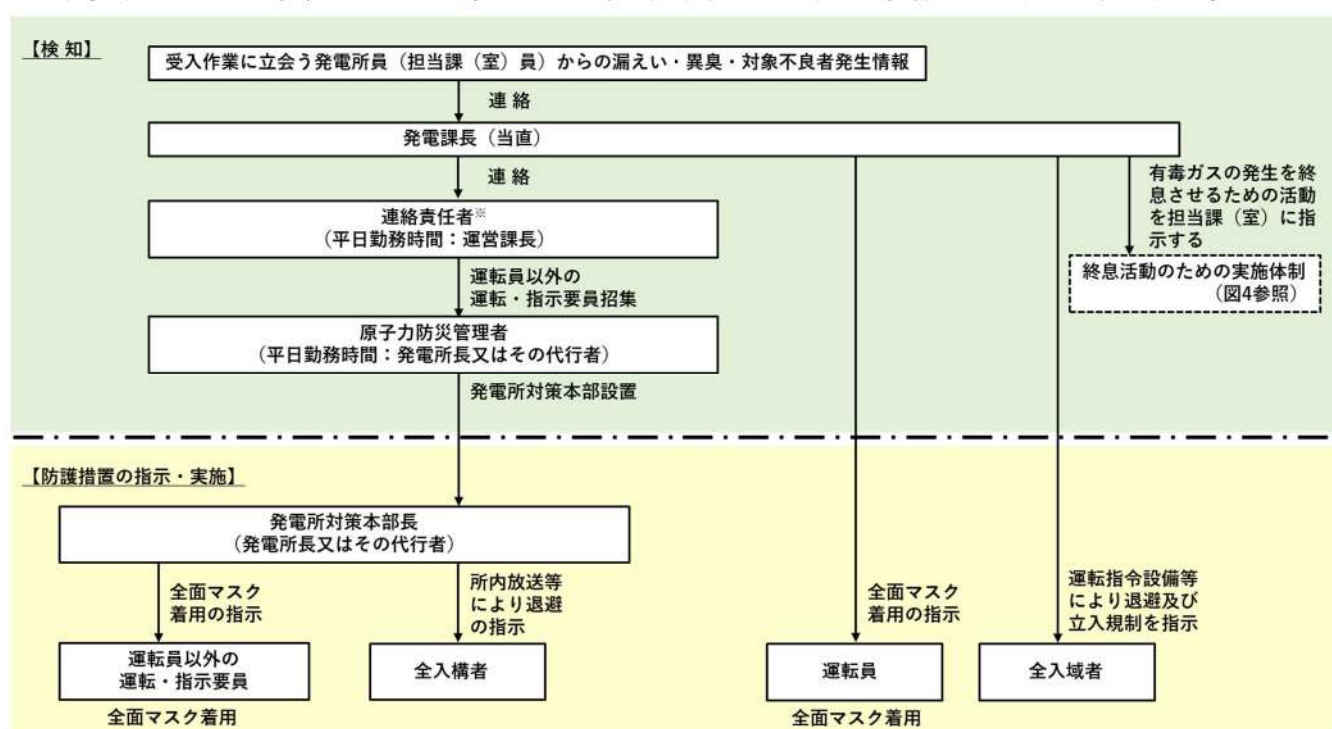 【検 知】
受入作業に立会う発電所員（担当課（室）員）からの漏えい・異臭・対象不良者発生情報
連 絡
発電課長（当直）
連 絡
有毒ガスの発生を終
息させるための活動
を担当課（室）に指
示する
連絡責任者※
(平日勤務時間：運営課長）
終息活動のための実施体制
（図4参照）
運転員以外の
運転・指示要員招集
原子力防災管理者
(平日勤務時間：発電所長又はその代行者）
発電所対策本部設置
【防護措置の指示・実施】
発電所対策本部長
（発電所長又はその代行者）
全面マスク
着用の指示
所内放送等
により退避
の指示
全面マスク
着用の指示
運転指令設備等
により退避及び
立入規制を指示
運転員以外の
運転・指示要員
全入構者
運転員
全入域者
全面マスク着用
全面マスク着用